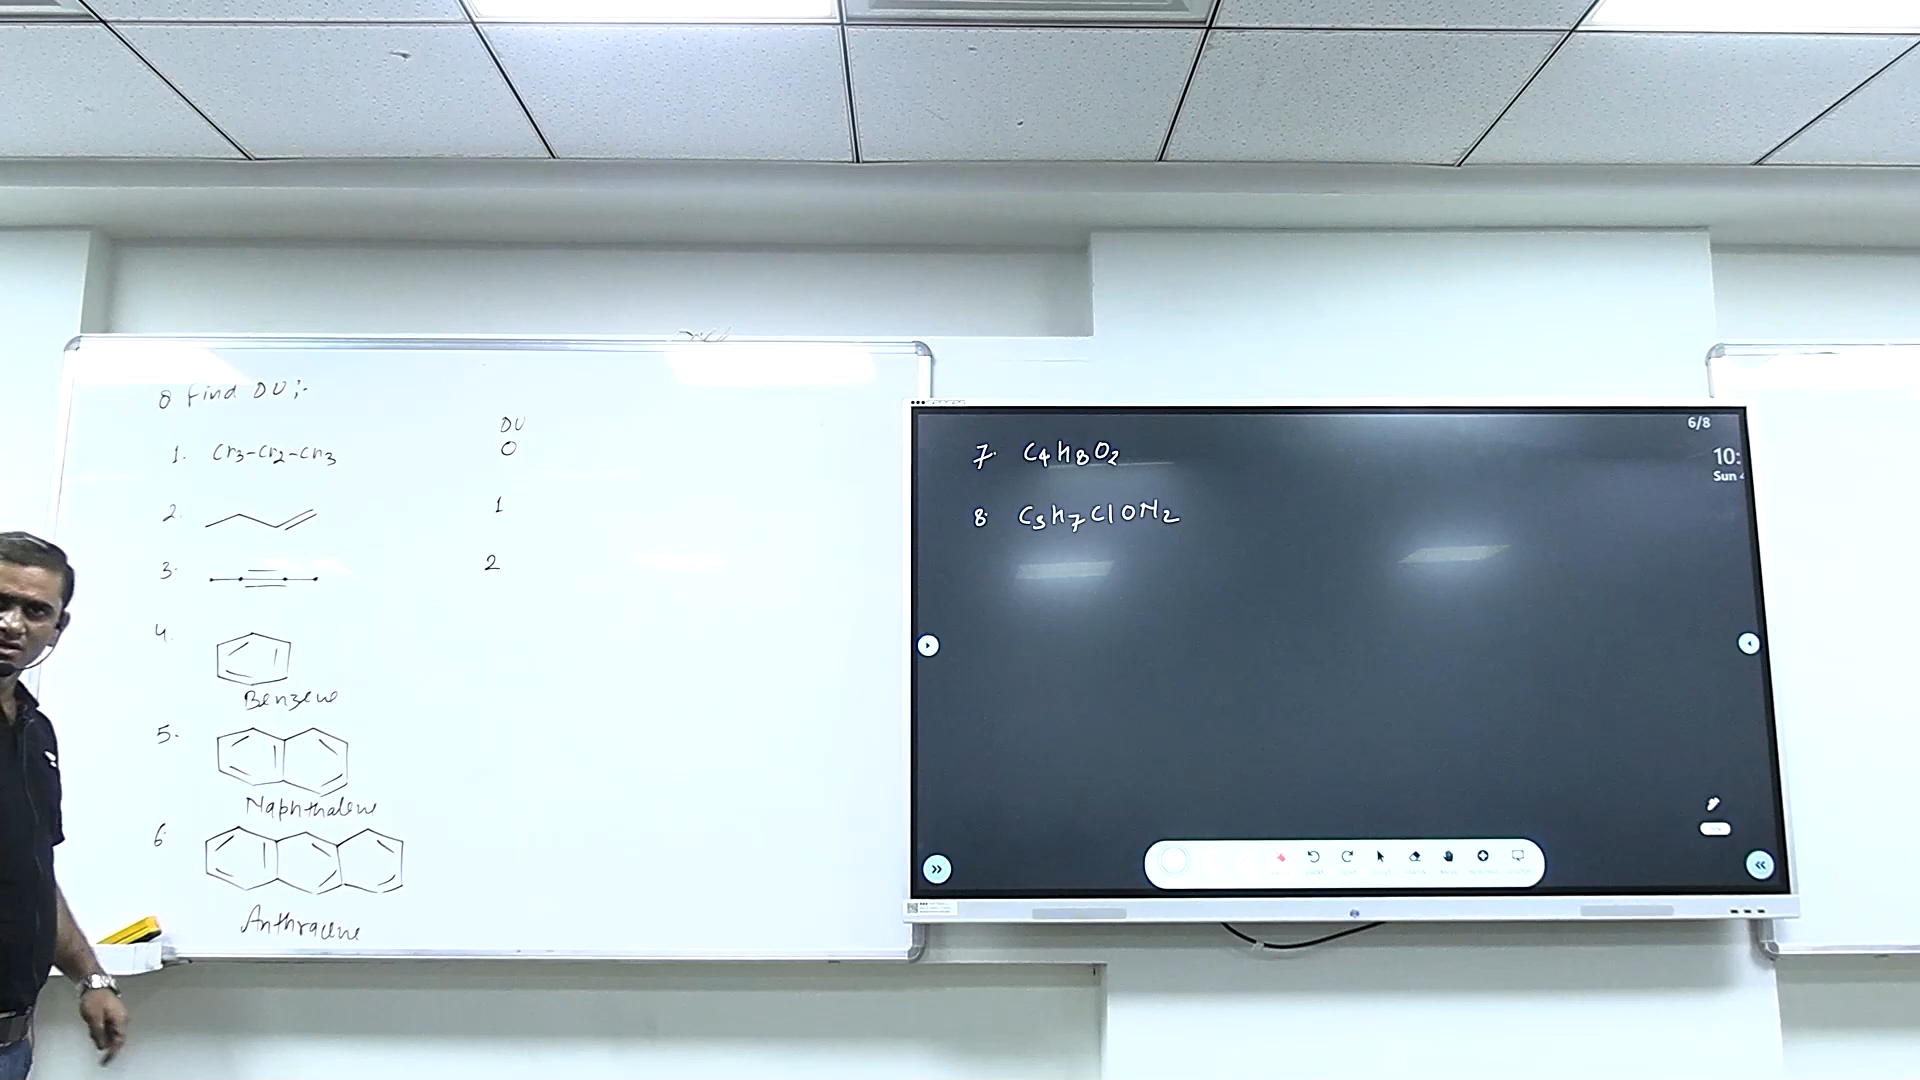 Q Find DU :-
DU
1. CH3-CH2-CH3 0
2. 1
3. 2
4.
Benzene
5.
Naphthalene
6.
Anthracene
6/8
10:
Sun
7. C4H8O2
8. C3H7ClON2